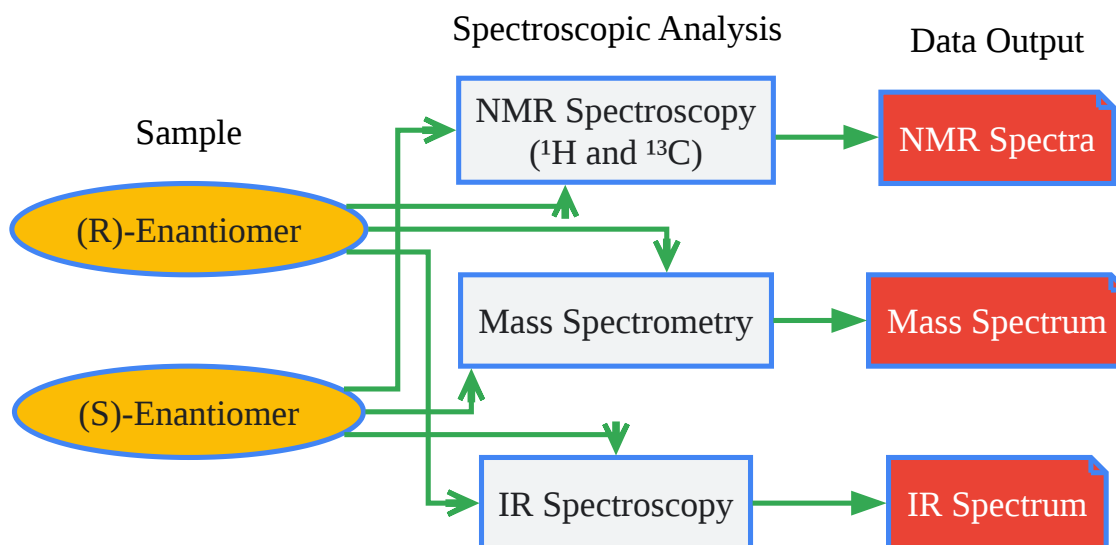 Spectroscopic Analysis
Data Output
Sample
NMR Spectroscopy
(¹H and ¹³C)
NMR Spectra
(R)-Enantiomer
Mass Spectrometry
Mass Spectrum
(S)-Enantiomer
IR Spectroscopy
IR Spectrum